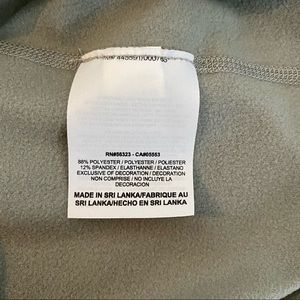 RN#56323 - CA#05553
88% POLYESTER / POLYESTER / POLIESTER
12% SPANDEX / ELASTHANNE / ELASTANO
EXCLUSIVE OF DECORATION / DECORATION
NON COMPRISE / NO INCLUYE LA
DECORACION
MADE IN SRI LANKA/FABRIQUE AU
SRI LANKA/HECHO EN SRI LANKA